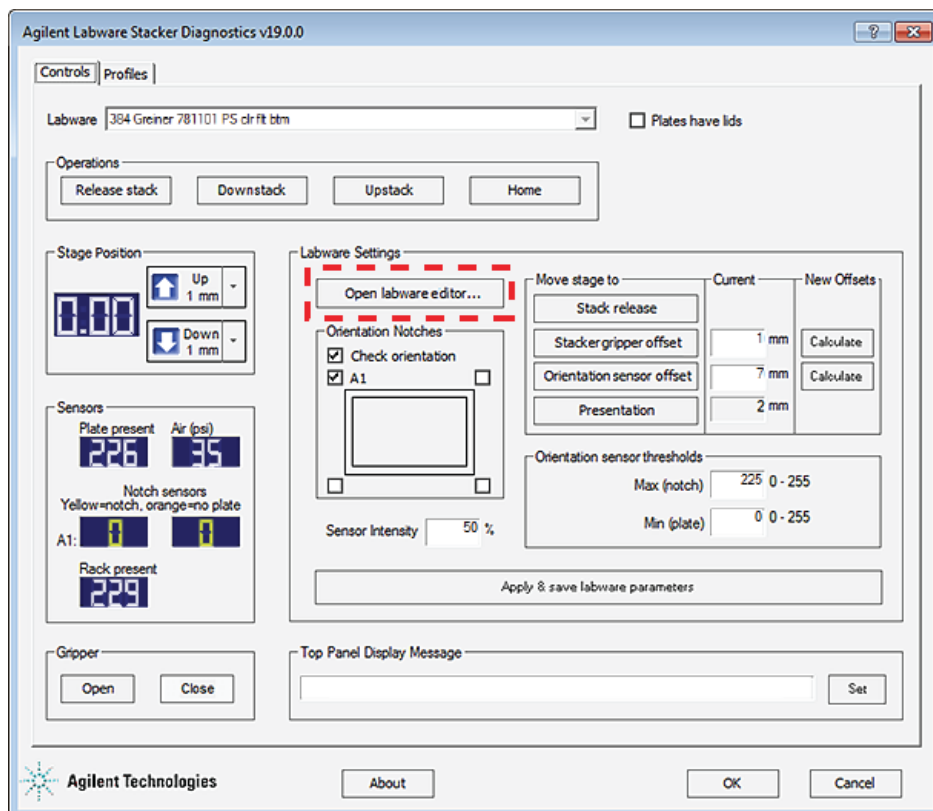 Agilent Labware Stacker Diagnostics v19.0.0
Controls Profiles
Labware 384 Greiner 781101 PS clr flt btm Plates have lids
Operations
Release stack Downstack Upstack Home
Stage Position
0.00
Up
1 mm
Down
1 mm
Labware Settings
Open labware editor...
Orientation Notches
Check orientation
A1
Sensor Intensity 50 %
Move stage to Current New Offsets
Stack release
Stacker gripper offset 1 mm Calculate
Orientation sensor offset 7 mm Calculate
Presentation 2 mm
Orientation sensor thresholds
Max (notch) 225 0 - 255
Min (plate) 0 0 - 255
Apply & save labware parameters
Sensors
Plate present Air (psi)
226 35
Notch sensors
Yellow=notch, orange=no plate
A1: 0 0
Rack present
229
Gripper
Open Close
Top Panel Display Message
Set
Agilent Technologies About OK Cancel